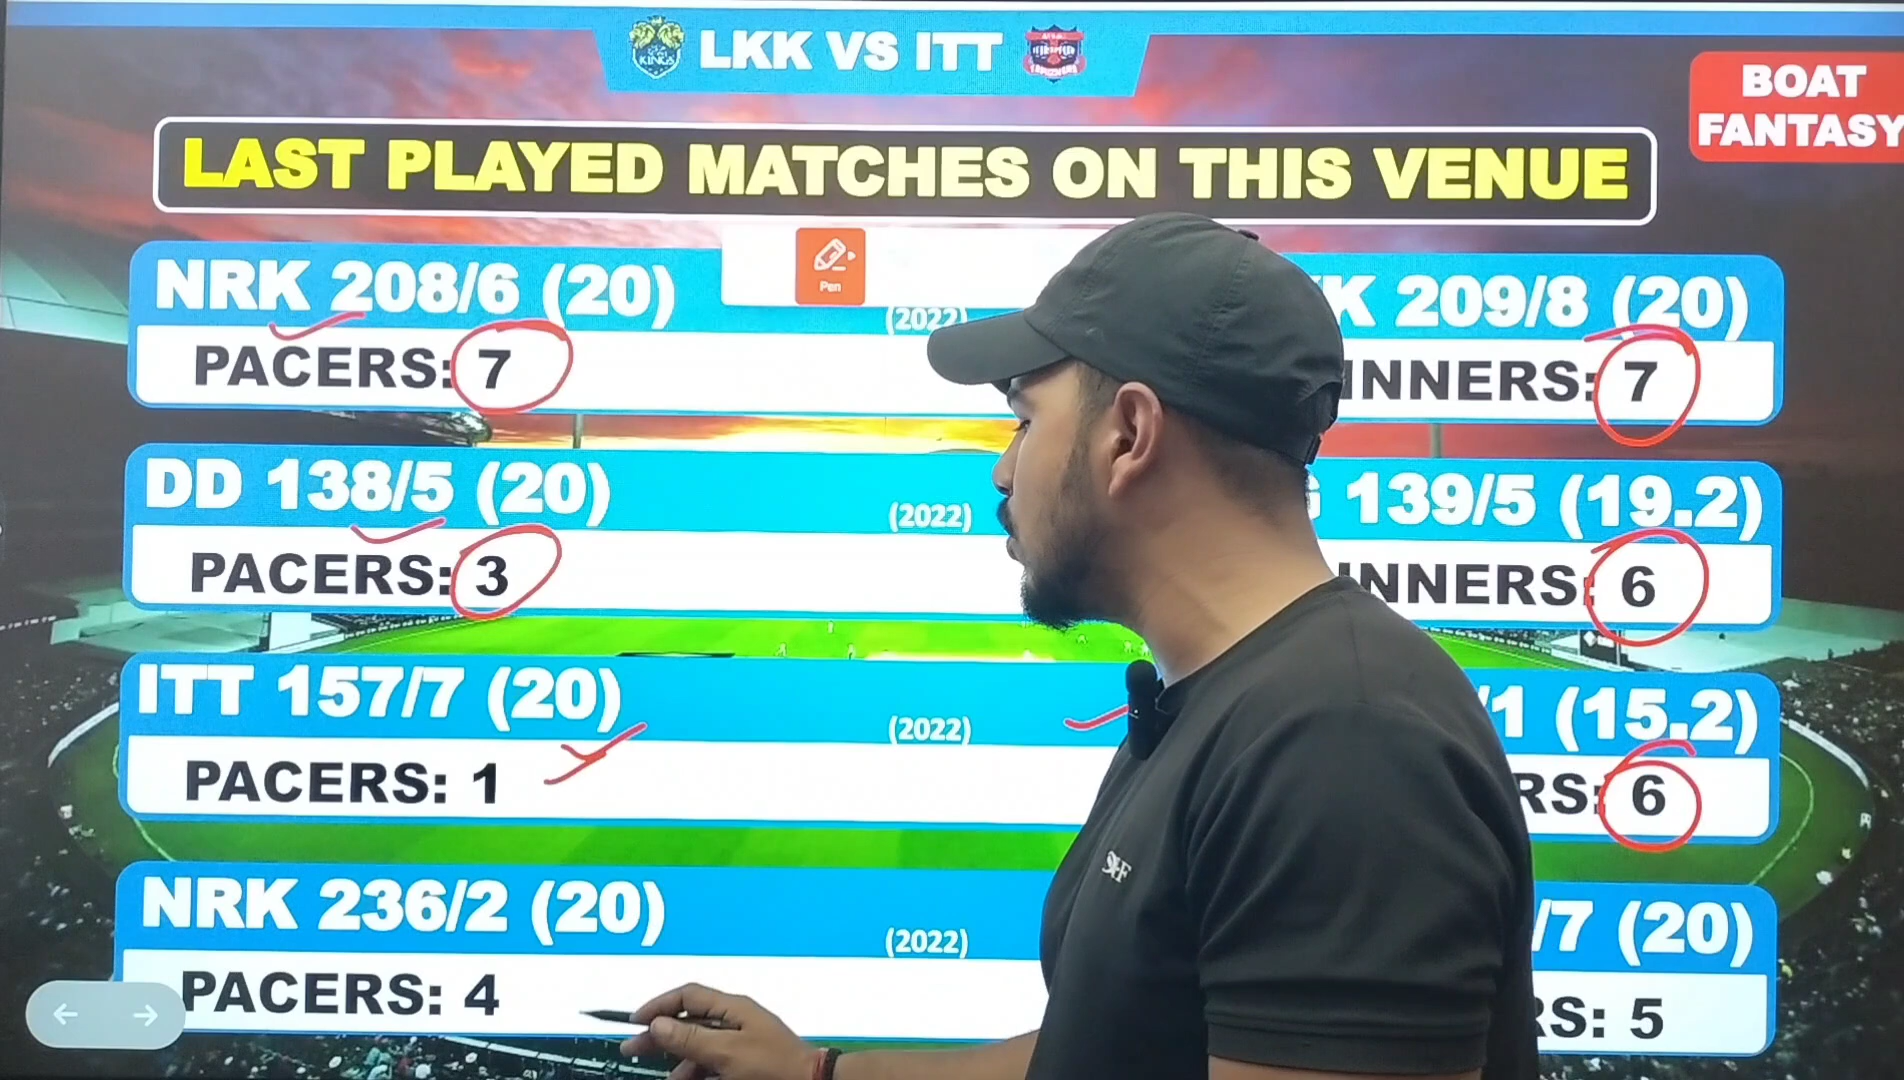 LKK VS ITT
KINGS
BOAT
FANTASY
LAST PLAYED MATCHES ON THIS VENUE
NRK 208/6 (20)
Pen
(2022)
K 209/8 (20)
PACERS: 7
INNERS: 7
DD 138/5 (20)
(2022)
139/5 (19.2)
PACERS: 3
INNERS: 6
ITT 157/7 (20)
(2022)
/1 (15.2)
PACERS: 1
RS: 6
NRK 236/2 (20)
(2022)
/7 (20)
PACERS: 4
RS: 5